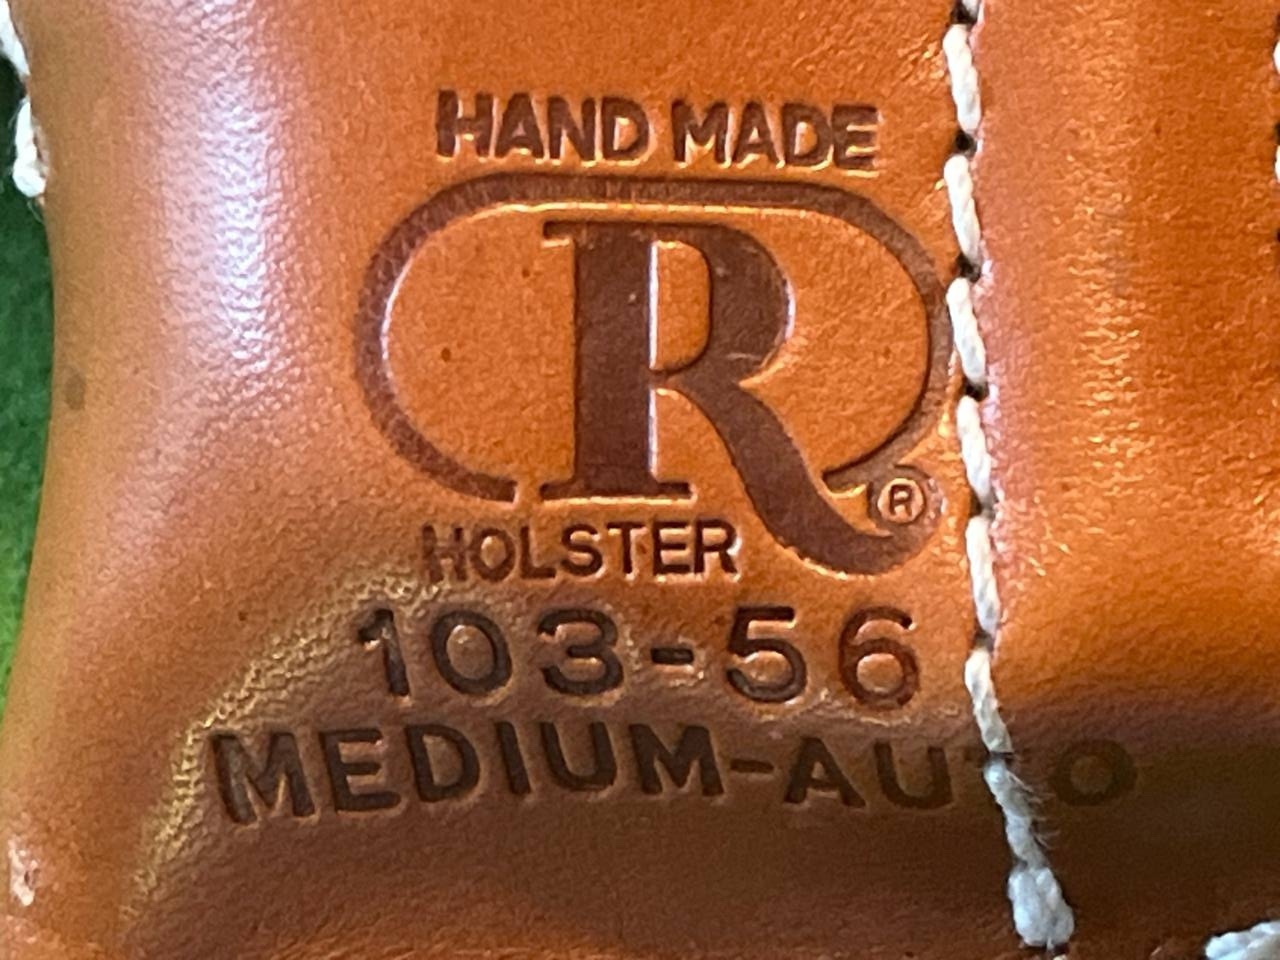 HAND MADE
R
®
HOLSTER
103-56
MEDIUM-AUTO